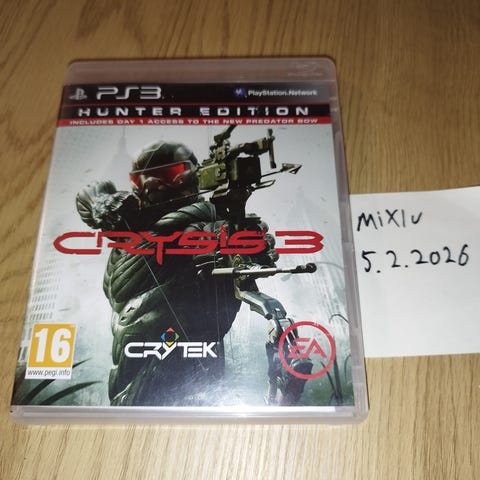 PS3
PlayStation Network
HUNTER EDITION
INCLUDES DAY 1 ACCESS TO THE NEW PREDATOR BOW
CRYSIS 3
16
www.pegi.info
CRYTEK
EA
Mixlu
5.2.2026